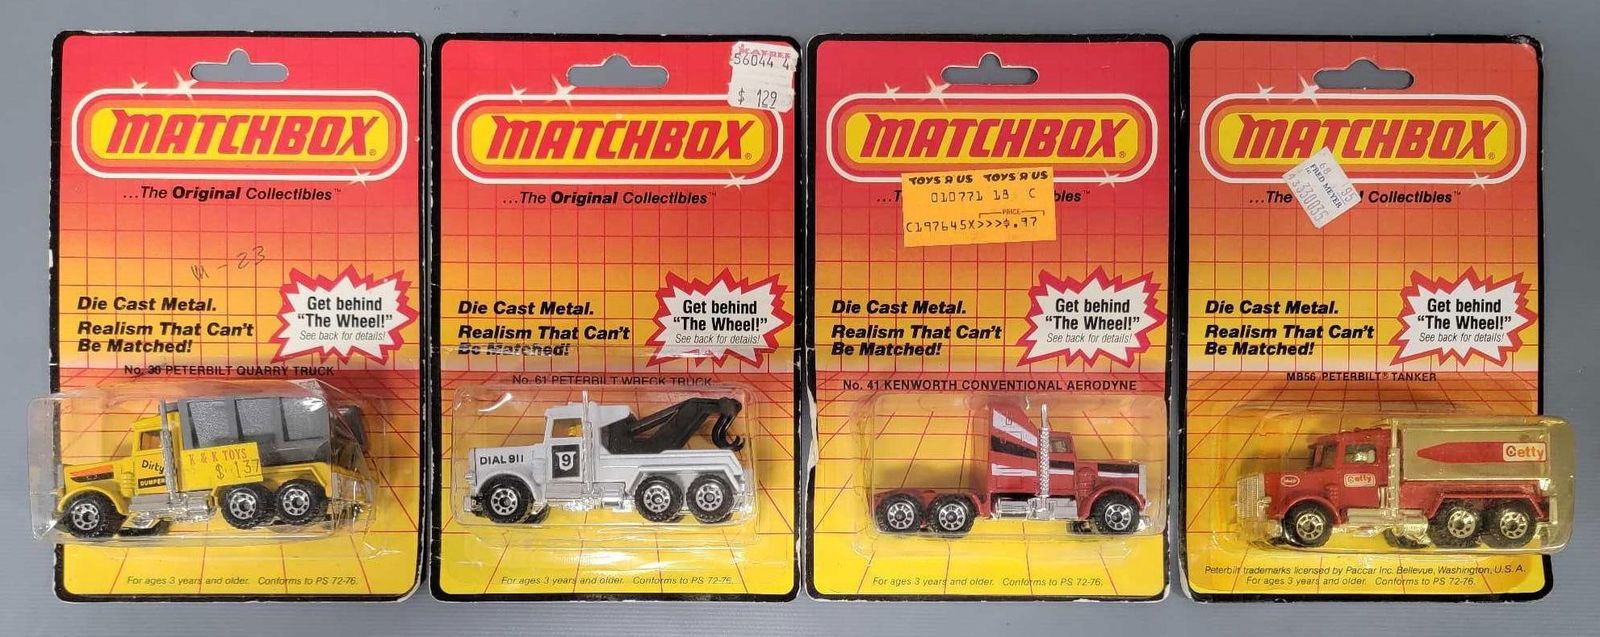 MATCHBOX®
...The Original Collectibles™
M-23
Die Cast Metal.
Realism That Can't
Be Matched!
Get behind
"The Wheel!"
See back for details!
No. 30 PETERBILT QUARRY TRUCK
Dirty
DUMPER
K & K TOYS
$ 1.37
For ages 3 years and older. Conforms to PS 72-76.
56044 4
$ 1.29
MATCHBOX®
...The Original Collectibles™
Die Cast Metal.
Realism That Can't
Be Matched!
Get behind
"The Wheel!"
See back for details!
No. 61 PETERBILT WRECK TRUCK
DIAL 911
9
For ages 3 years and older. Conforms to PS 72-76.
MATCHBOX®
TOYS R US TOYS R US
010771 18 C
PRICE
C197645X>>>$.97
...The Original Collectibles
Die Cast Metal.
Realism That Can't
Be Matched!
Get behind
"The Wheel!"
See back for details!
No. 41 KENWORTH CONVENTIONAL AERODYNE
For ages 3 years and older. Conforms to PS 72-76.
MATCHBOX®
FRED MEYER
...The Collectibles™
Die Cast Metal.
Realism That Can't
Be Matched!
Get behind
"The Wheel!"
See back for details!
MB56 PETERBILT® TANKER
Getty
Getty
Peterbilt trademarks licensed by Paccar Inc. Bellevue, Washington, U.S.A.
For ages 3 years and older. Conforms to PS 72-76.